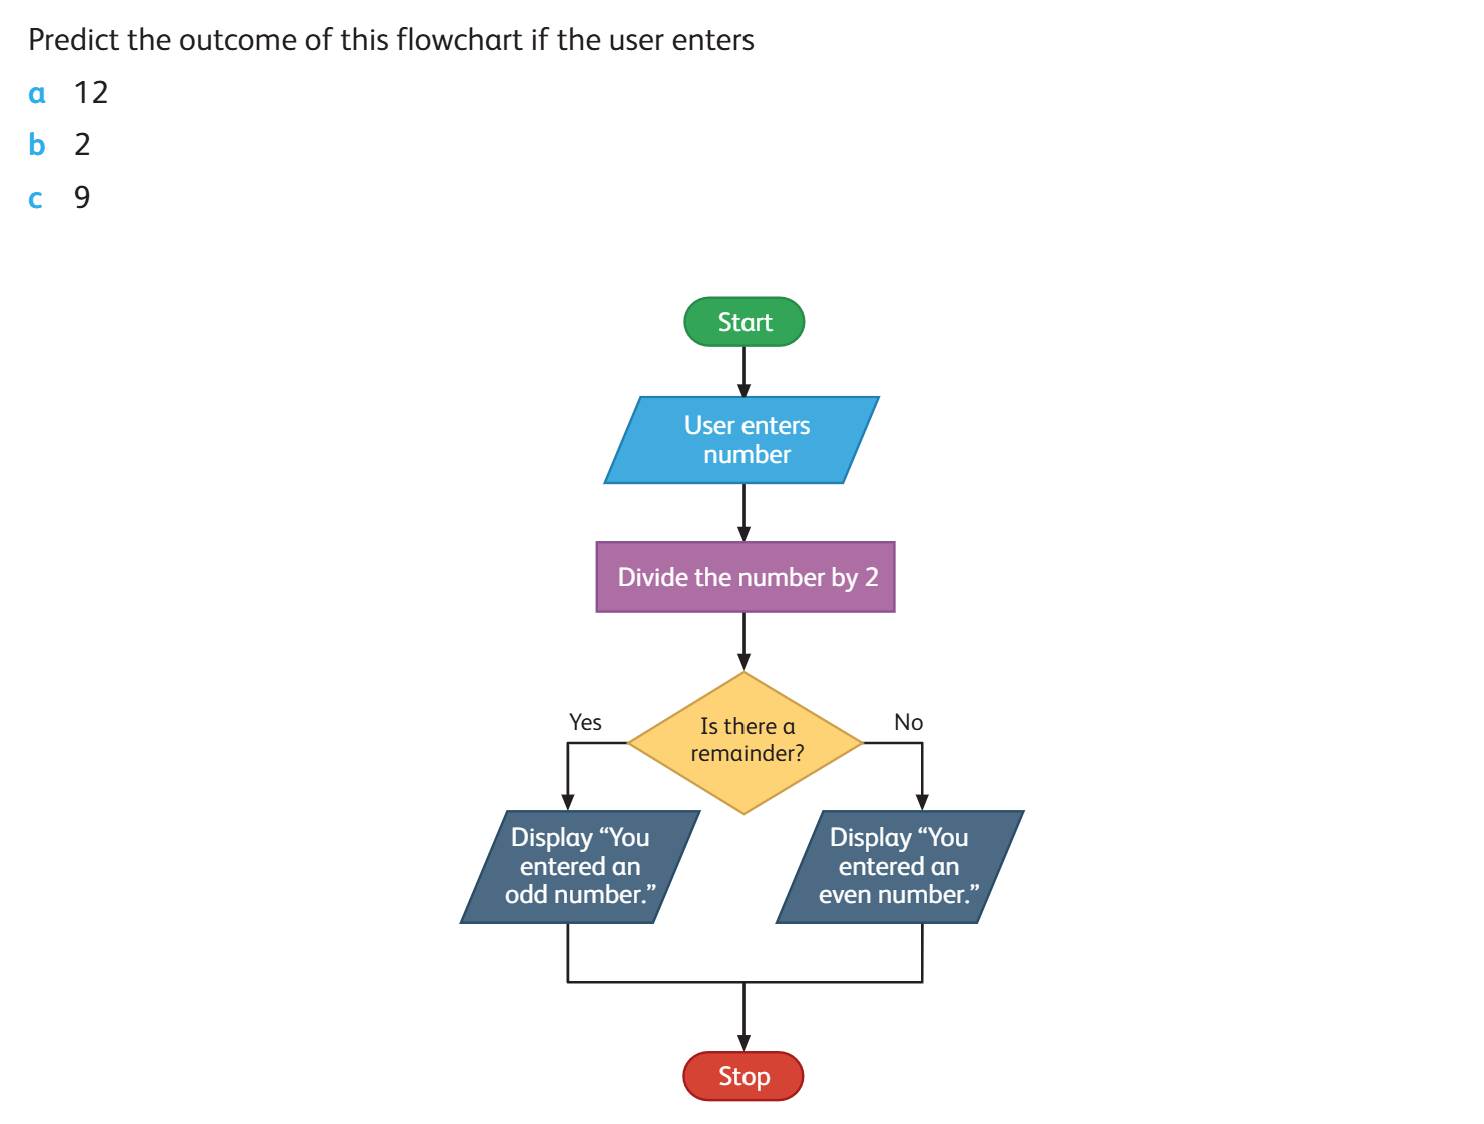 Predict the outcome of this flowchart if the user enters
a 12
b 2
c 9
Start
User enters
number
Divide the number by 2
Is there a
remainder?
Yes
No
Display “You
entered an
odd number.”
Display “You
entered an
even number.”
Stop